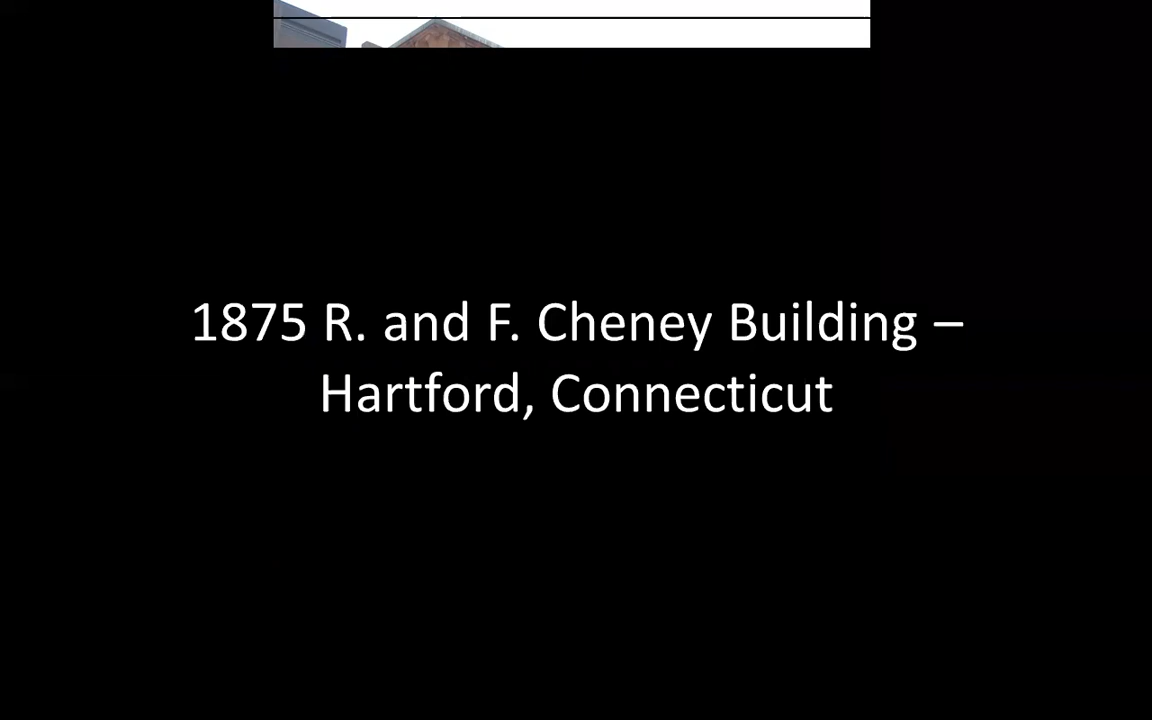 1875 R. and F. Cheney Building –
Hartford, Connecticut